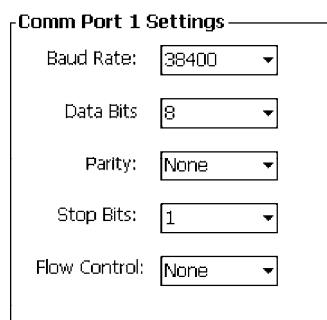 Comm Port 1 Settings
Baud Rate: 38400
Data Bits 8
Parity: None
Stop Bits: 1
Flow Control: None